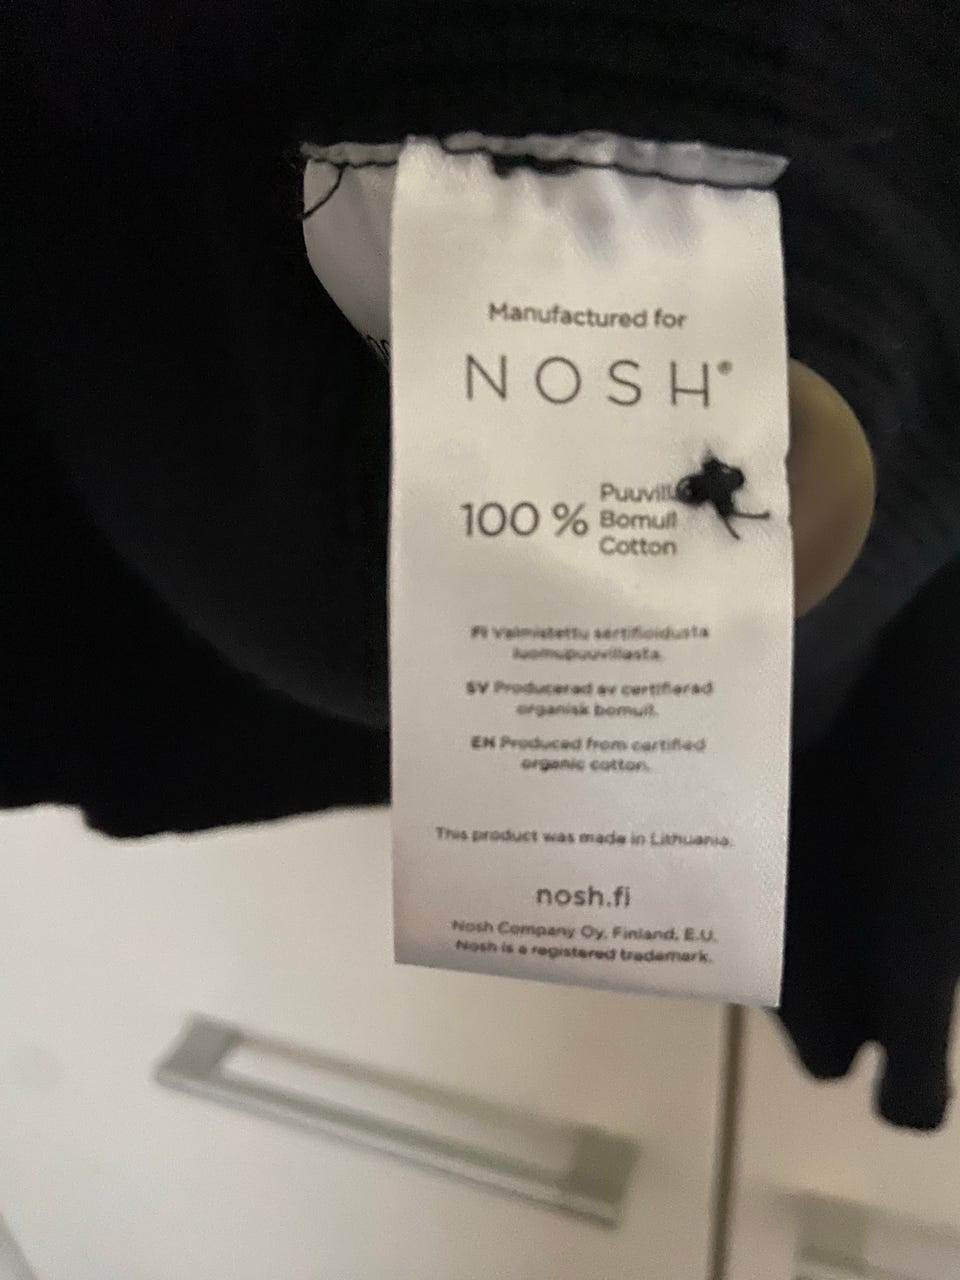 Manufactured for
NOSH®
100 %
Bomull
Cotton
FI Valmistettu sertifioidusta
luomupuuvillasta.
SV Producerad av certifierad
organisk bomull.
EN Produced from certified
organic cotton.
This product was made in Lithuania.
nosh.fi
Nosh Company Oy, Finland, E.U.
Nosh is a registered trademark.